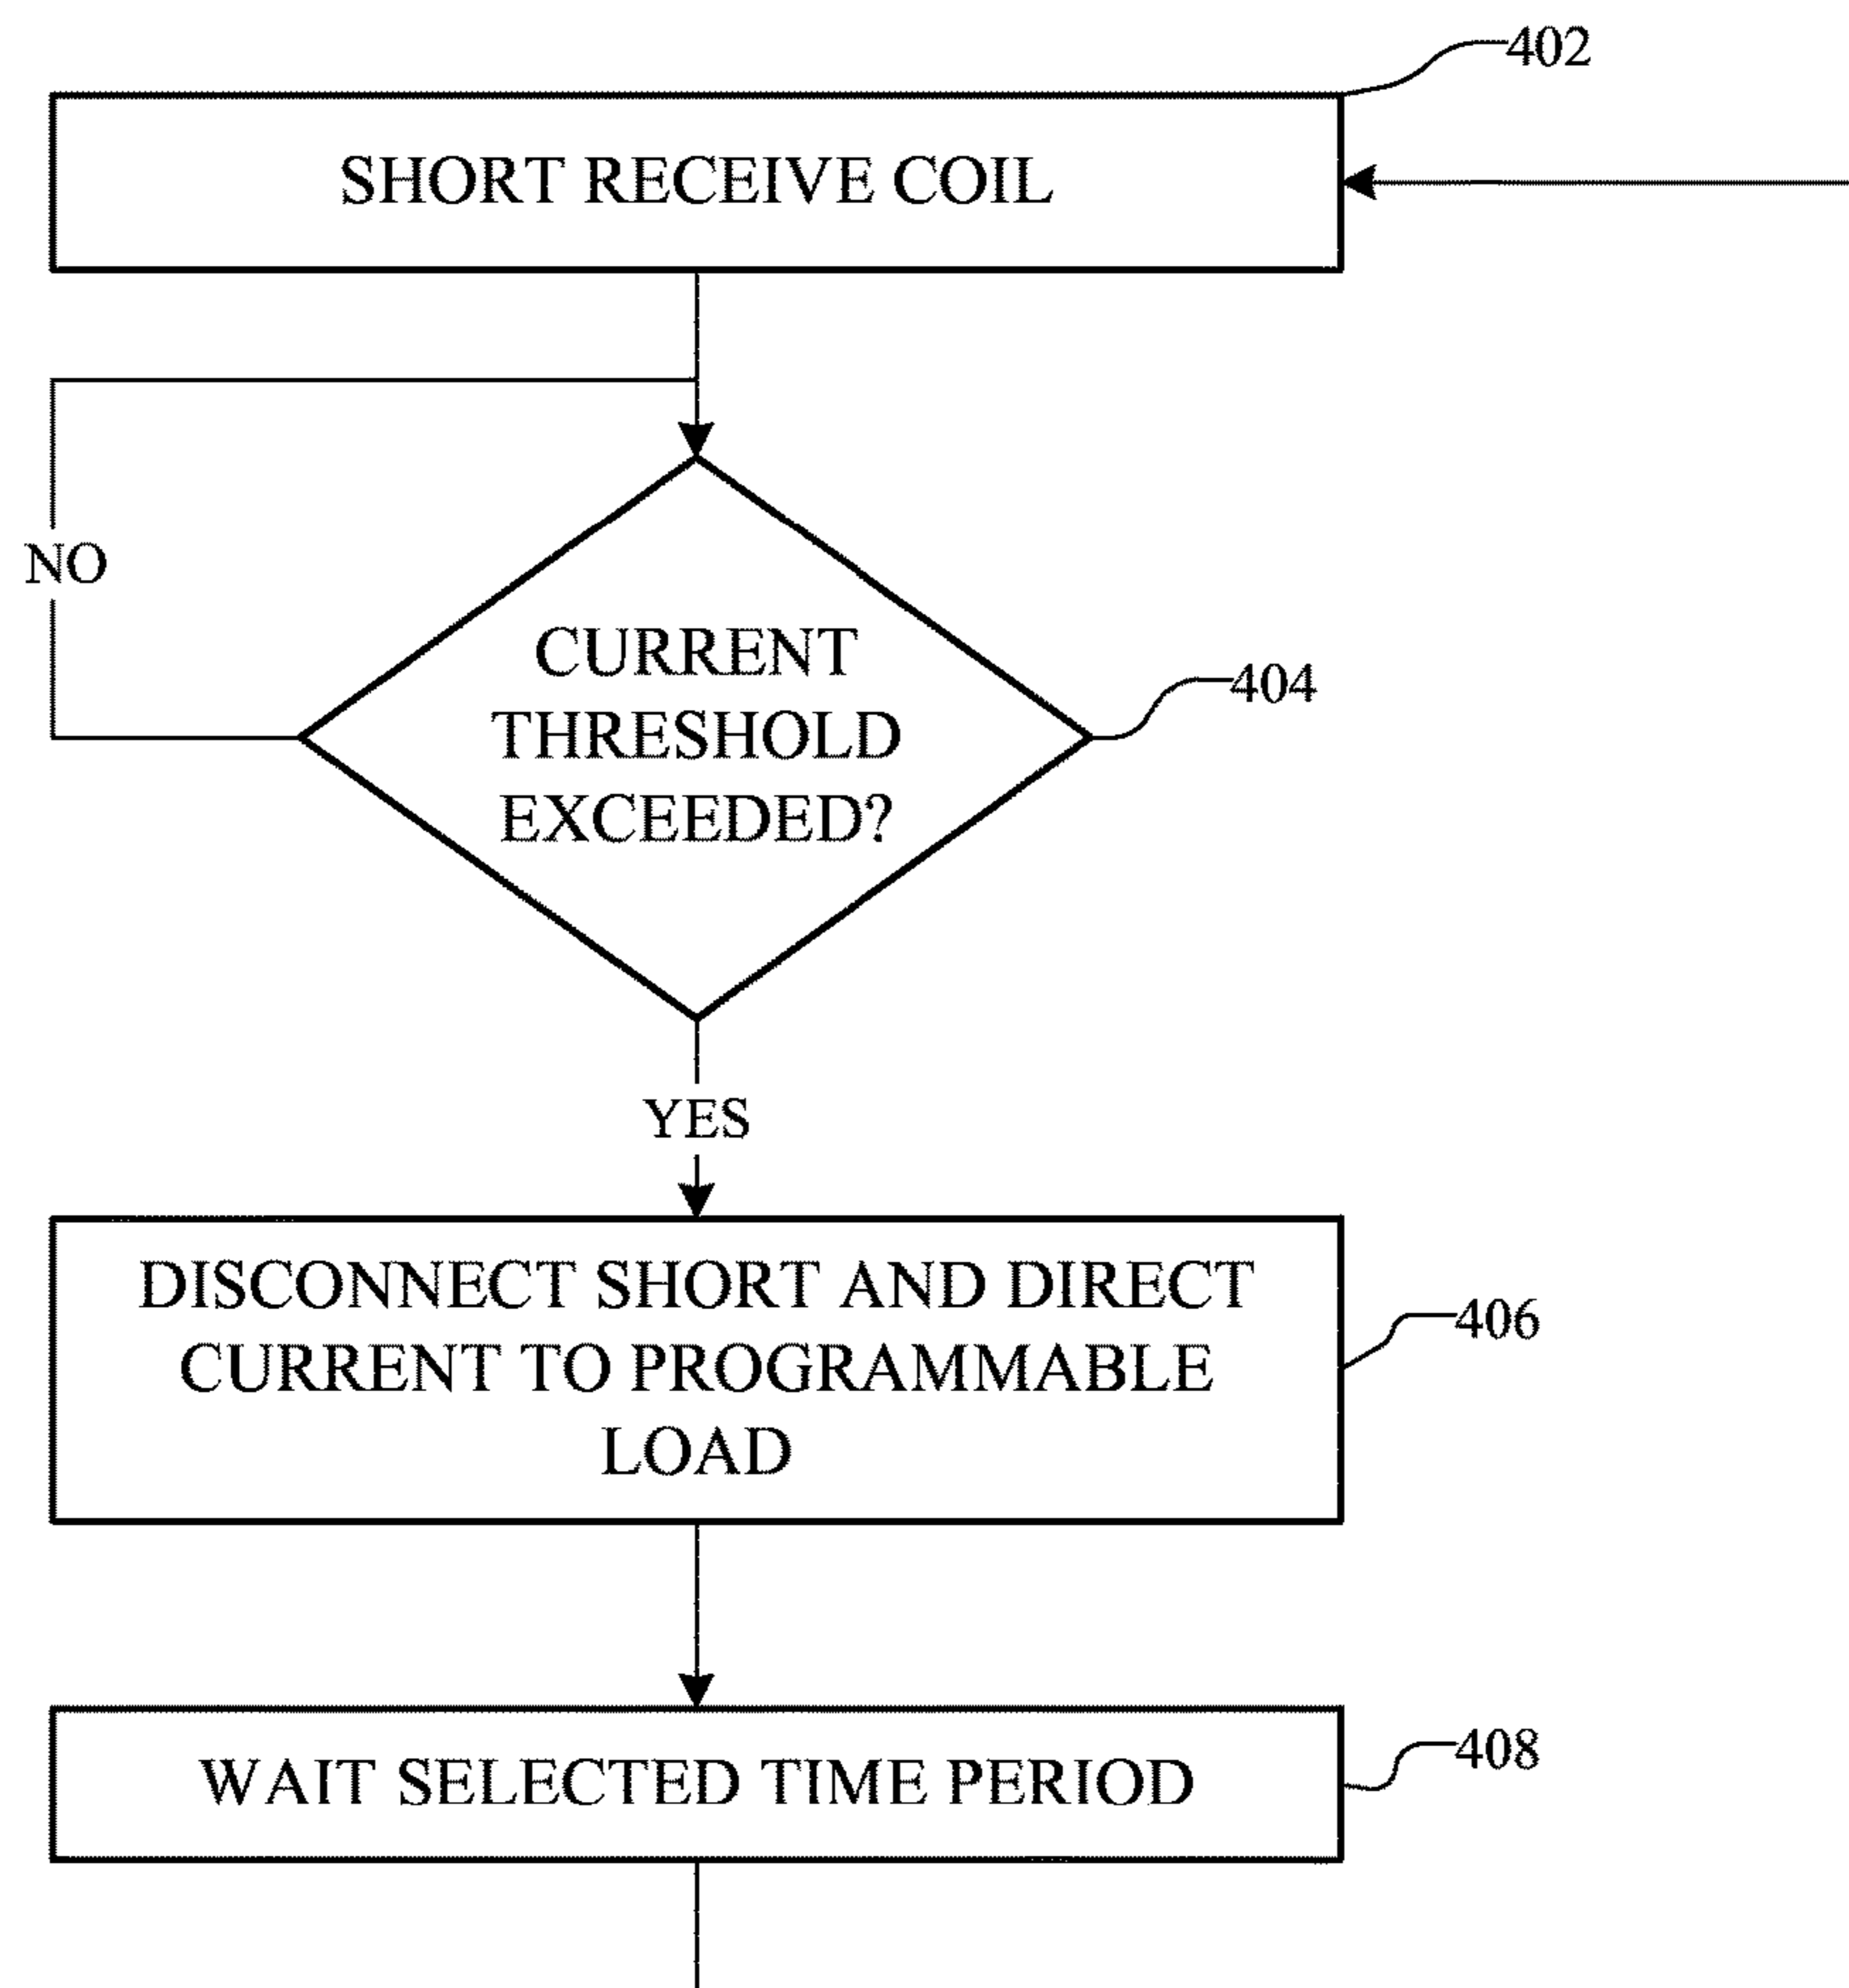 402
SHORT RECEIVE COIL
NO
CURRENT
THRESHOLD
EXCEEDED?
404
YES
DISCONNECT SHORT AND DIRECT
CURRENT TO PROGRAMMABLE
LOAD
406
WAIT SELECTED TIME PERIOD
408